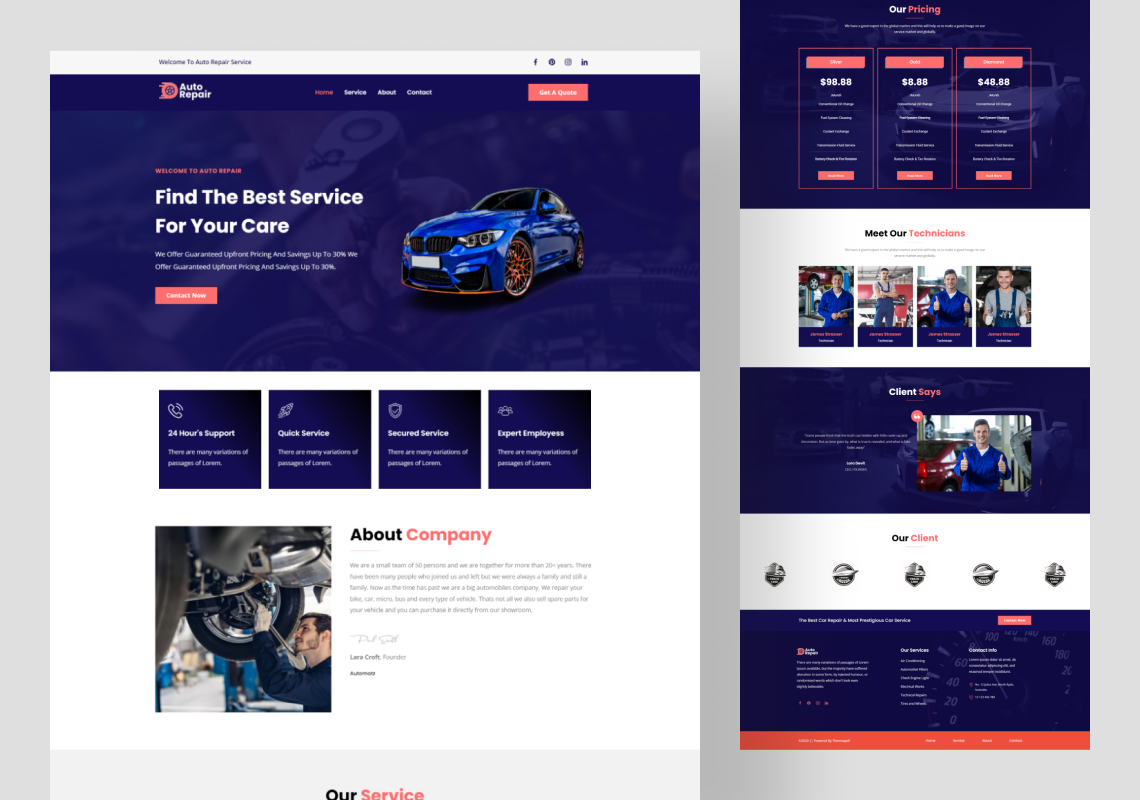 Welcome To Auto Repair Service
Auto
Repair
Home Service About Contact
Get A Quote
WELCOME TO AUTO REPAIR
Find The Best Service
For Your Care
We Offer Guaranteed Upfront Pricing And Savings Up To 30% We
Offer Guaranteed Upfront Pricing And Savings Up To 30%.
Contact Now
24 Hour's Support
There are many variations of
passages of Lorem.
Quick Service
There are many variations of
passages of Lorem.
Secured Service
There are many variations of
passages of Lorem.
Expert Employess
There are many variations of
passages of Lorem.
About Company
We are a small team of 50 persons and we are together for more than 20+ years. There
have been many people who joined us and left but we were always a family and still a
family. Now as the time has past we are a big automobiles company. We repair your
bike, car, micro, bus and every type of vehicle. Thats not all we also sell spare parts for
your vehicle and you can purchase it directly from our showroom.
Lara Croft, Founder
Automota
Our Service
Our Pricing
We have a good report in the global market and this will help us to make a good image on our
service market and globally.
Silver
$98.88
/Month
Conventional Oil Change
Fuel System Cleaning
Coolant Exchange
Transmission Fluid Service
Battery Check & Tire Rotation
Read More
Gold
$8.88
/Month
Conventional Oil Change
Fuel System Cleaning
Coolant Exchange
Transmission Fluid Service
Battery Check & Tire Rotation
Read More
Diamond
$48.88
/Month
Conventional Oil Change
Fuel System Cleaning
Coolant Exchange
Transmission Fluid Service
Battery Check & Tire Rotation
Read More
Meet Our Technicians
We have a good report in the global market and this will help us to make a good image on our
service market and globally.
James Strasser
Technician
James Strasser
Technician
James Strasser
Technician
James Strasser
Technician
Client Says
Lara Devil
CEO, FOUNDER
Our Client
The Best Car Repair & Most Prestigious Car Service
Contact Now
Auto
Repair
There are many variations of passages of Lorem
Ipsum available, but the majority have suffered
alteration in some form, by injected humour, or
randomised words which don't look even
slightly believable.
Our Services
Air Conditioning
Automotive Filters
Check Engine Light
Electrical Works
Technical Repairs
Tires and Wheels
Contact Info
Lorem ipsum dolor sit amet, div
contetur adipiscing elit, sed
eiusmod tempor incididunt.
0
20
40
60
100
120
140
160
180
Home Service About Contact